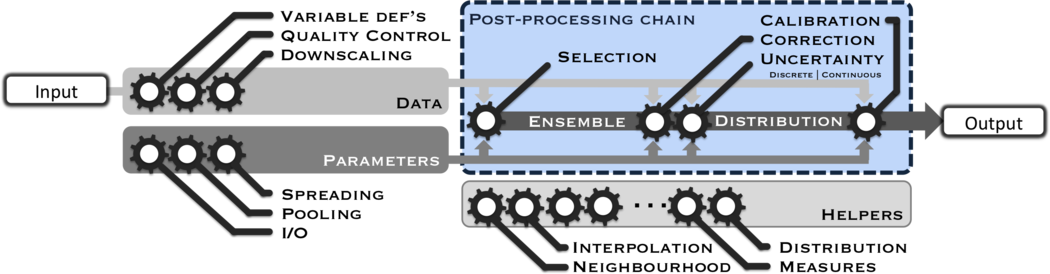 Variable def's
Quality Control
Downscaling
Input
Data
Parameters
Spreading
Pooling
I/O
Post-processing chain
Selection
Calibration
Correction
Uncertainty
Discrete | Continuous
Ensemble
Distribution
Output
Helpers
...
Interpolation
Neighbourhood
Distribution
Measures